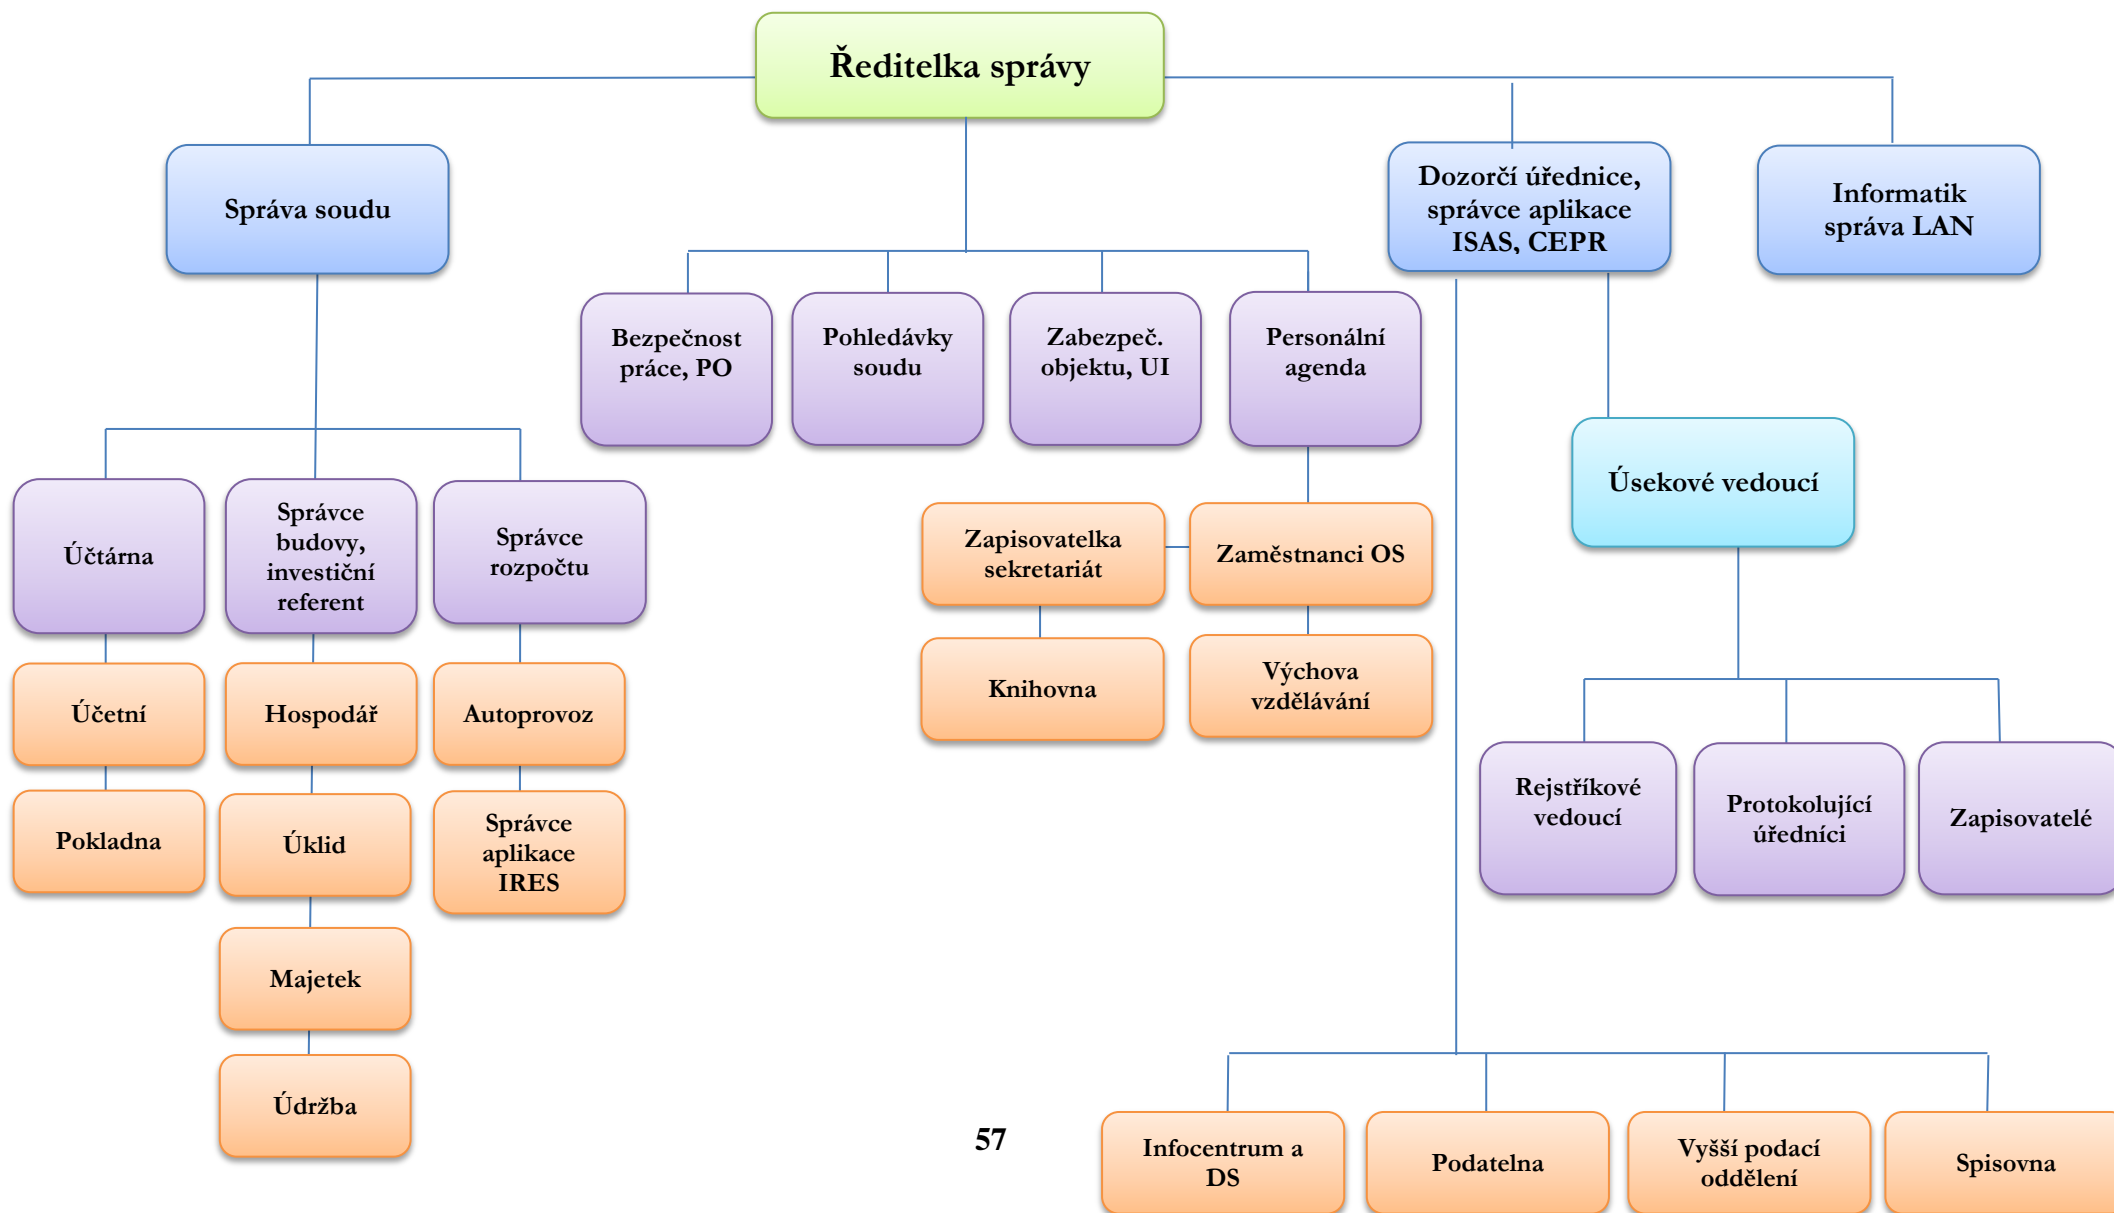 Ředitelka správy
Správa soudu
Dozorčí úřednice,
správce aplikace
ISAS, CEPR
Informatik
správa LAN
Bezpečnost
práce, PO
Pohledávky
soudu
Zabezpeč.
objektu, UI
Personální
agenda
Úsekové vedoucí
Účtárna
Správce
budovy,
investiční
referent
Správce
rozpočtu
Zapisovatelka
sekretariát
Zaměstnanci OS
Účetní
Hospodář
Autoprovoz
Knihovna
Výchova
vzdělávání
Pokladna
Úklid
Správce
aplikace
IRES
Rejstříkové
vedoucí
Protokolující
úředníci
Zapisovatelé
Majetek
Údržba
57
Infocentrum a
DS
Podatelna
Vyšší podací
oddělení
Spisovna